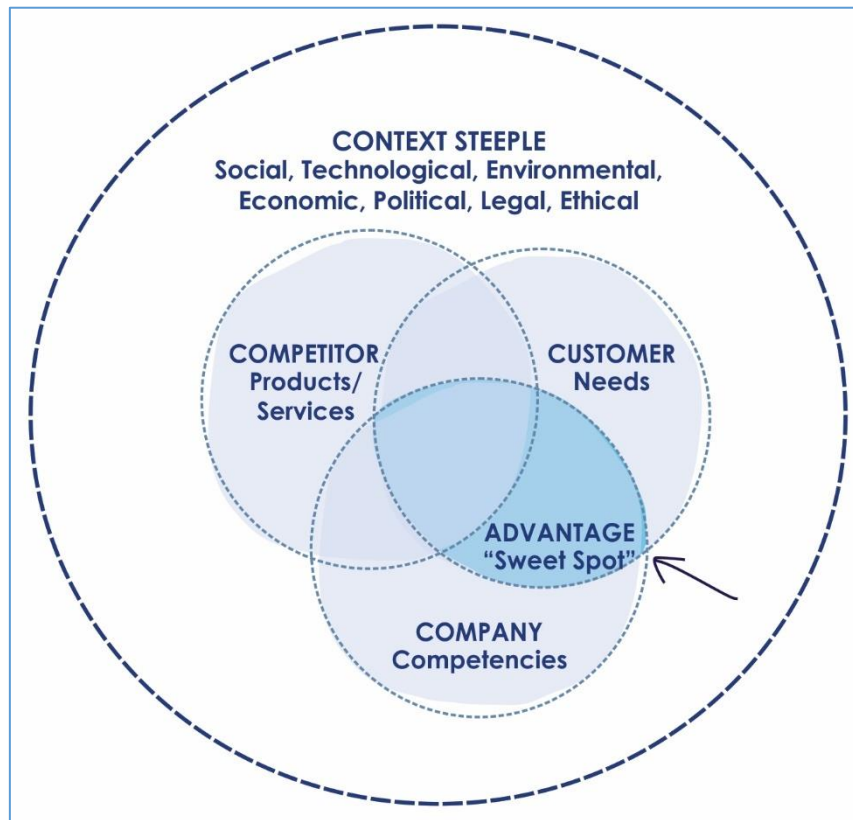 CONTEXT STEEPLE
Social, Technological, Environmental,
Economic, Political, Legal, Ethical
COMPETITOR
Products/
Services
CUSTOMER
Needs
ADVANTAGE
“Sweet Spot”
COMPANY
Competencies